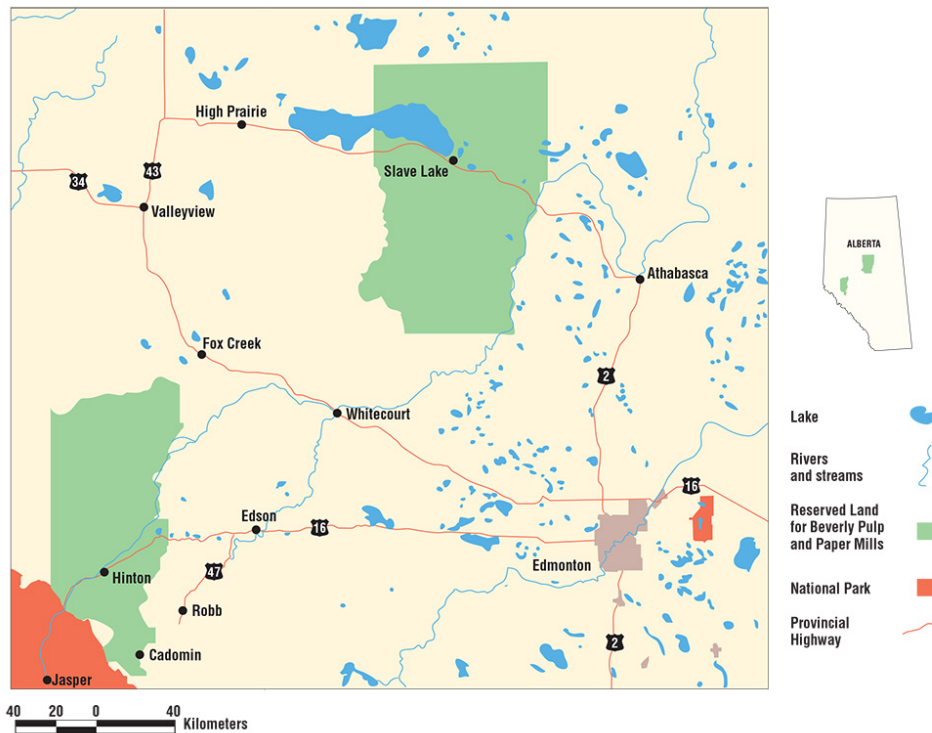 High Prairie
Slave Lake
43
34
Valleyview
Athabasca
Fox Creek
2
Whitecourt
16
Edson
16
Edmonton
Hinton
47
Robb
2
Cadomin
Jasper
40 20 0 40
Kilometers
ALBERTA
Lake
Rivers
and streams
Reserved Land
for Beverly Pulp
and Paper Mills
National Park
Provincial
Highway